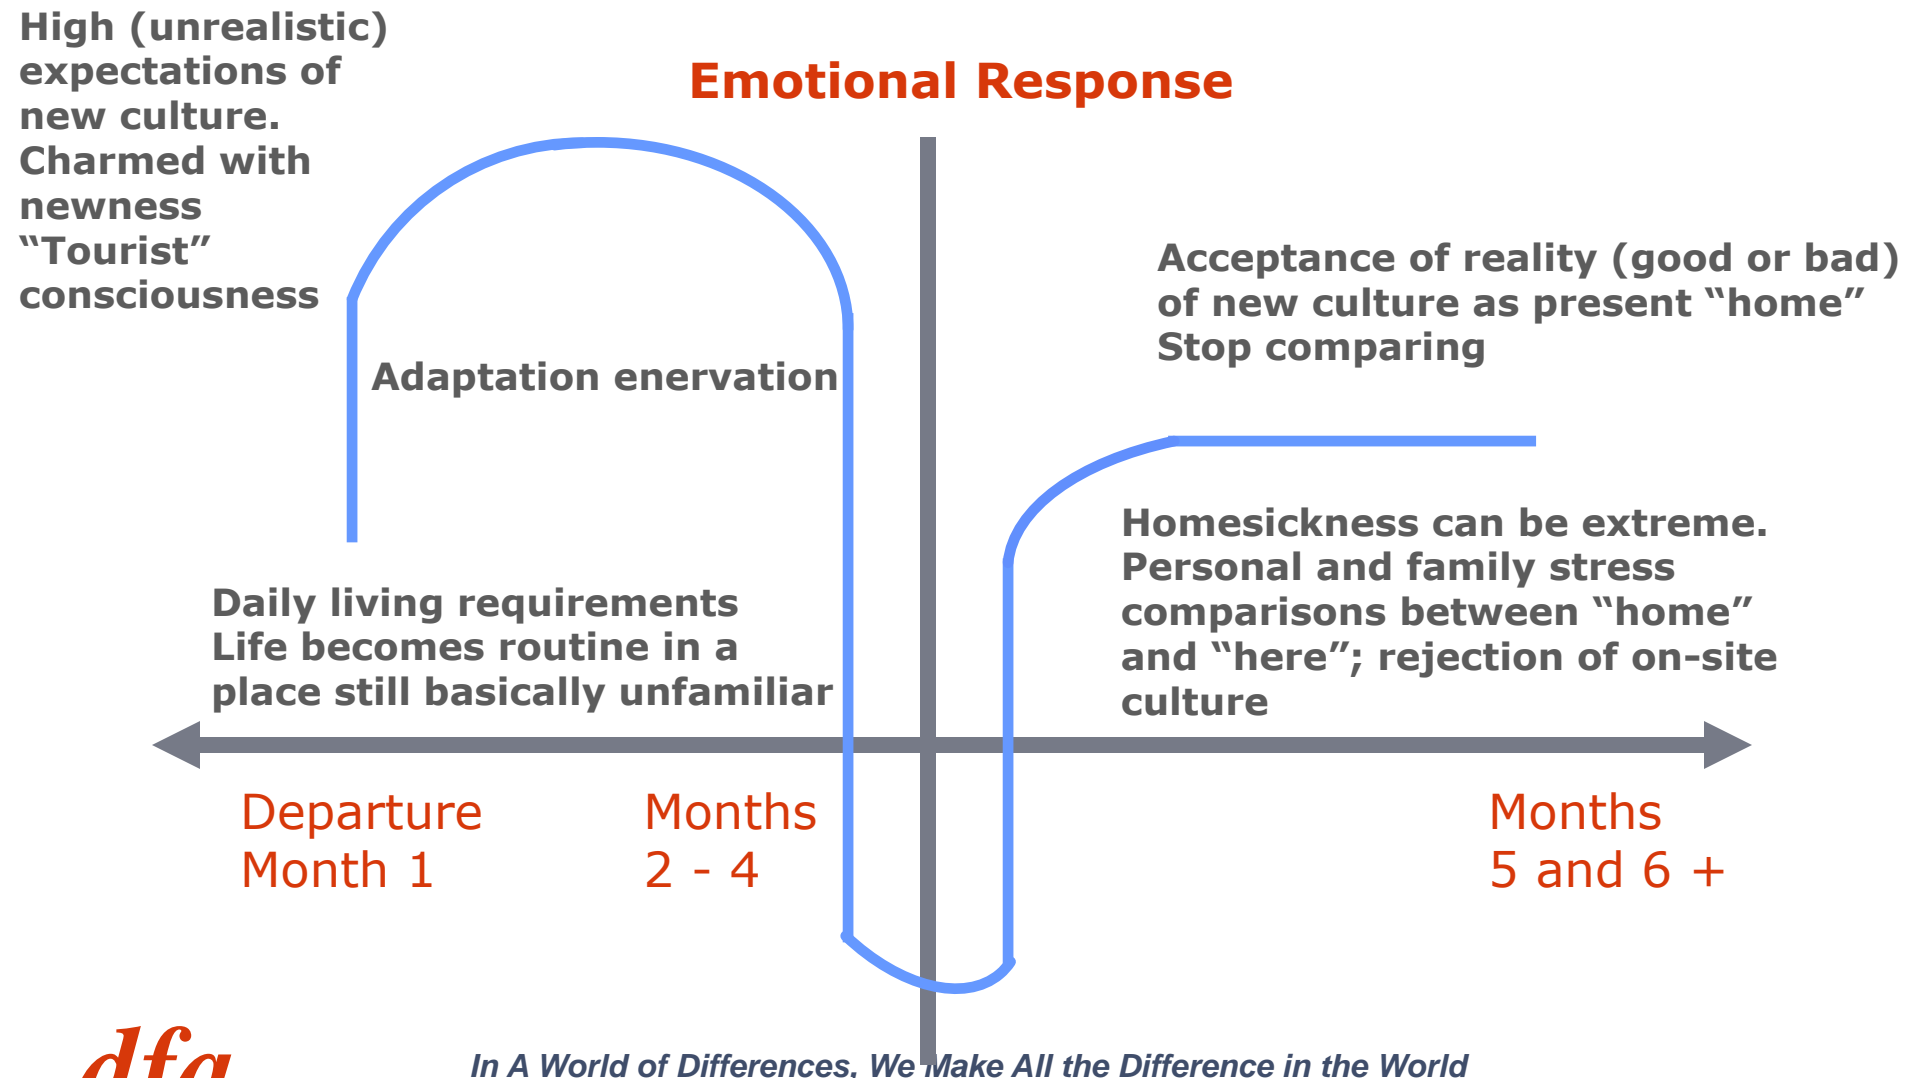 High (unrealistic)
expectations of
new culture.
Charmed with
newness
“Tourist”
consciousness
Emotional Response
Adaptation enervation
Acceptance of reality (good or bad)
of new culture as present “home”
Stop comparing
Daily living requirements
Life becomes routine in a
place still basically unfamiliar
Homesickness can be extreme.
Personal and family stress
comparisons between “home”
and “here”; rejection of on-site
culture
Departure
Month 1
Months
2 - 4
Months
5 and 6 +
dfa
In A World of Differences, We Make All the Difference in the World